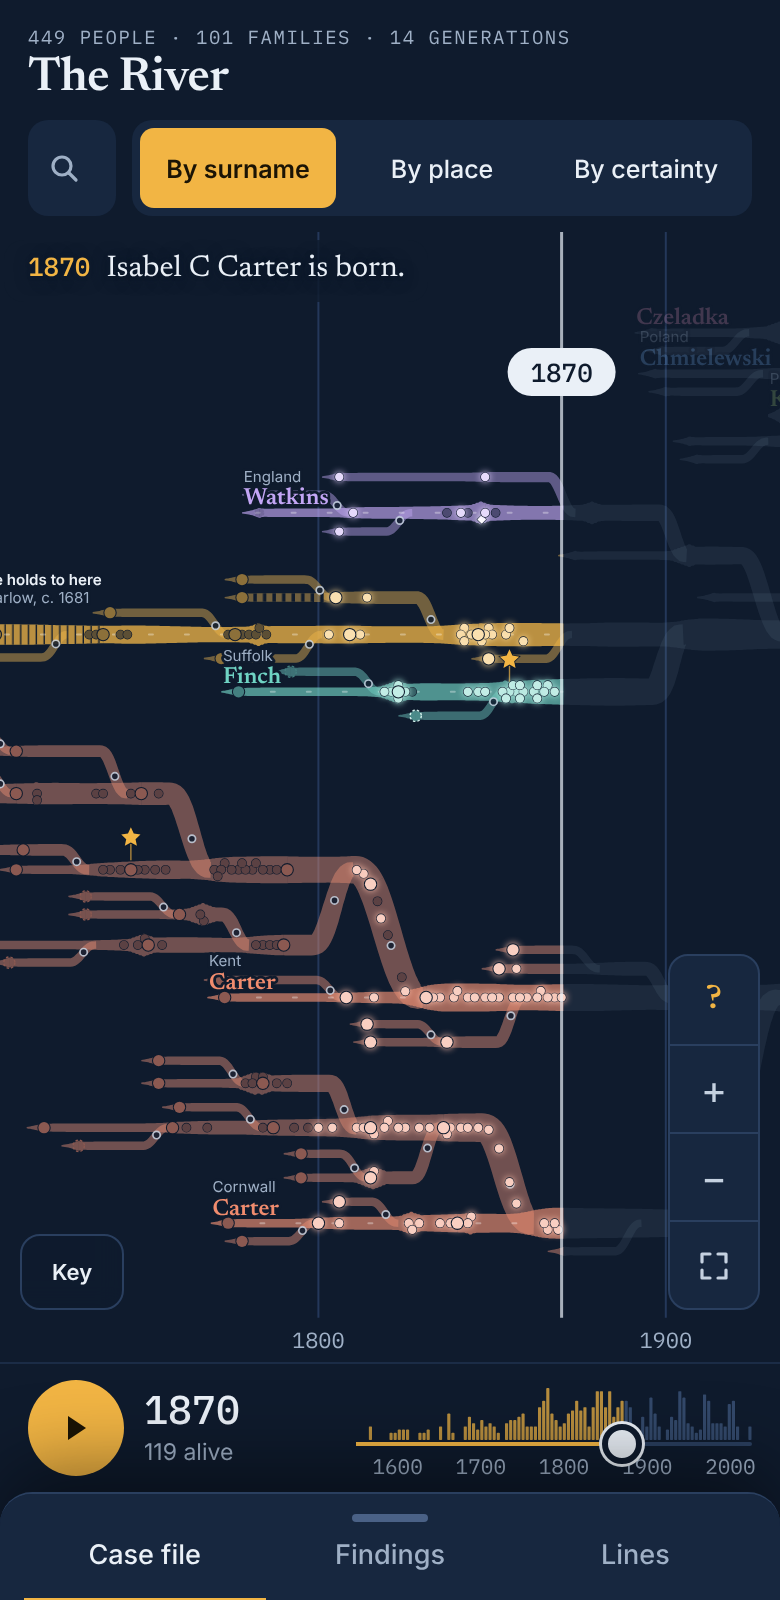 449 PEOPLE · 101 FAMILIES · 14 GENERATIONS
The River
By surname
By place
By certainty
1870 Isabel C Carter is born.
Czeladka
Poland
Chmielewski
P
K
1870
England
Watkins
e holds to here
arlow, c. 1681
Suffolk
Finch
Kent
Carter
?
+
−
Cornwall
Carter
Key
1800
1900
1870
119 alive
1600
1700
1800
1900
2000
Case file
Findings
Lines